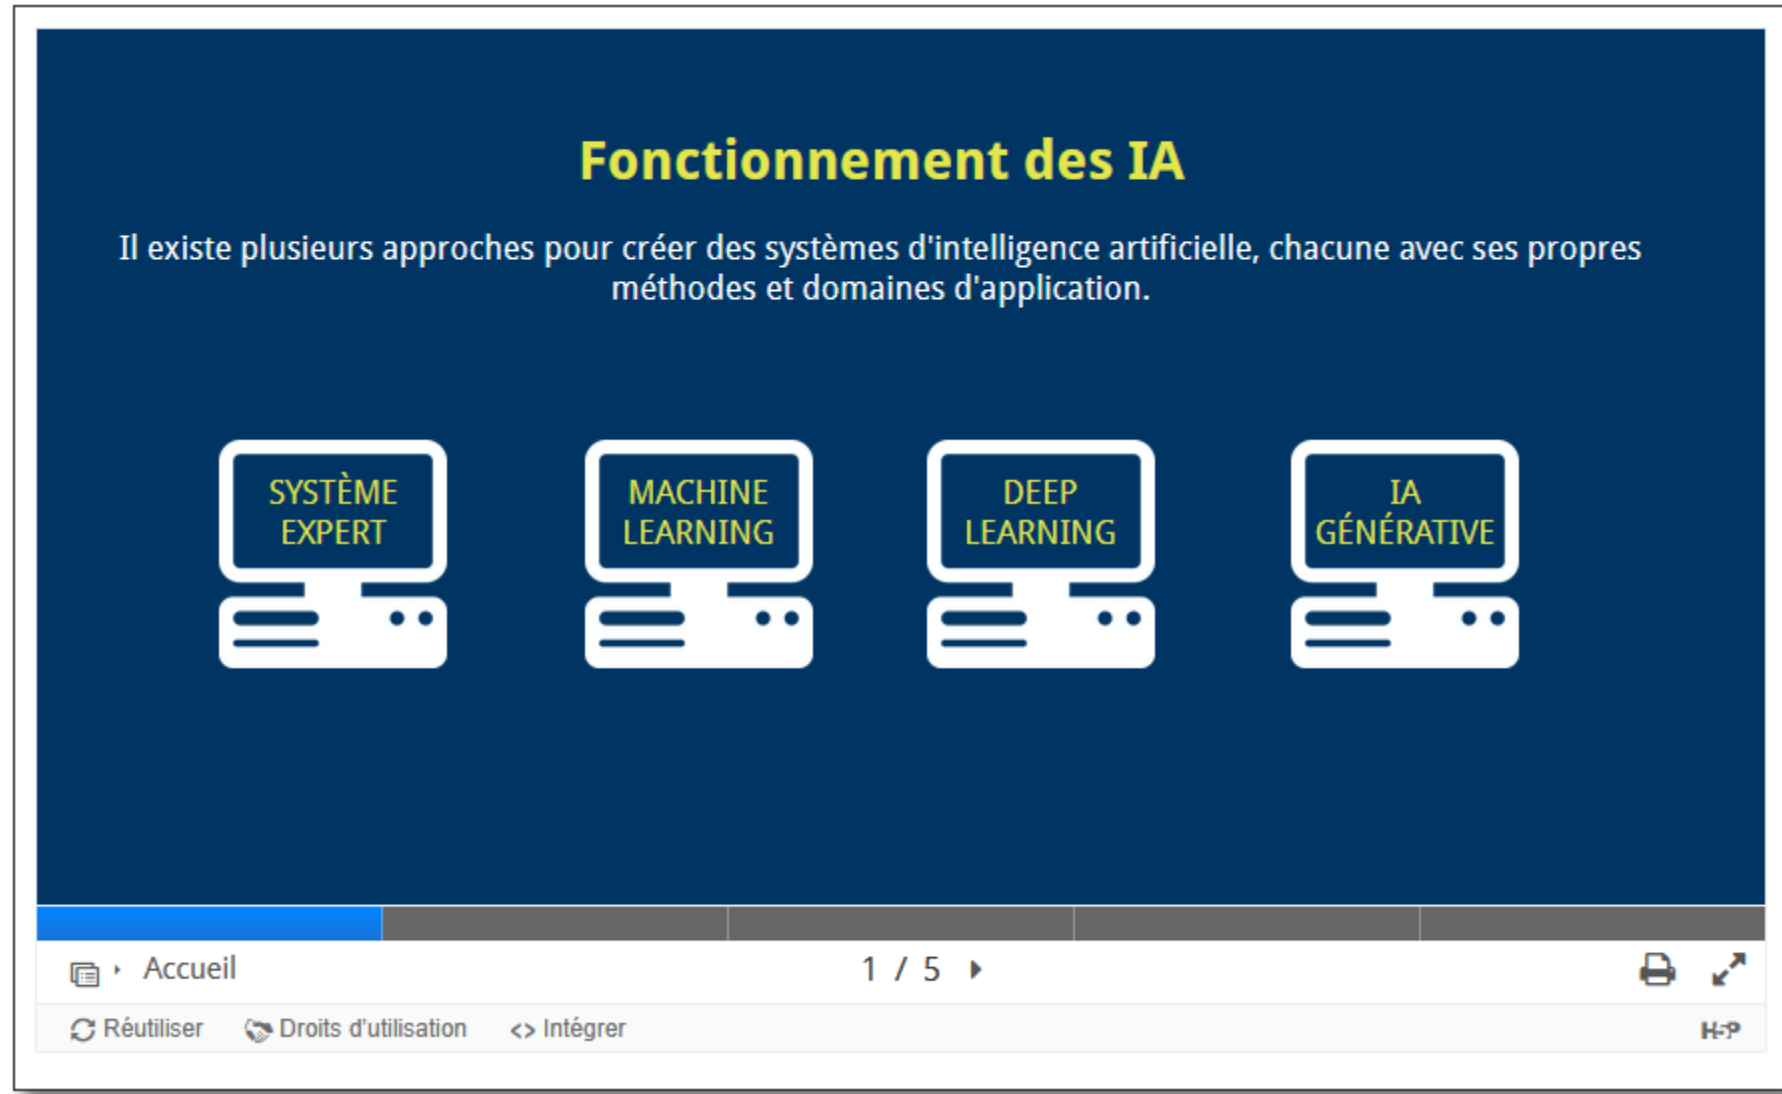 Fonctionnement des IA
Il existe plusieurs approches pour créer des systèmes d'intelligence artificielle, chacune avec ses propres
méthodes et domaines d'application.
SYSTÈME
EXPERT
MACHINE
LEARNING
DEEP
LEARNING
IA
GÉNÉRATIVE
Accueil
1 / 5
Réutiliser
Droits d'utilisation
<> Intégrer
H5P